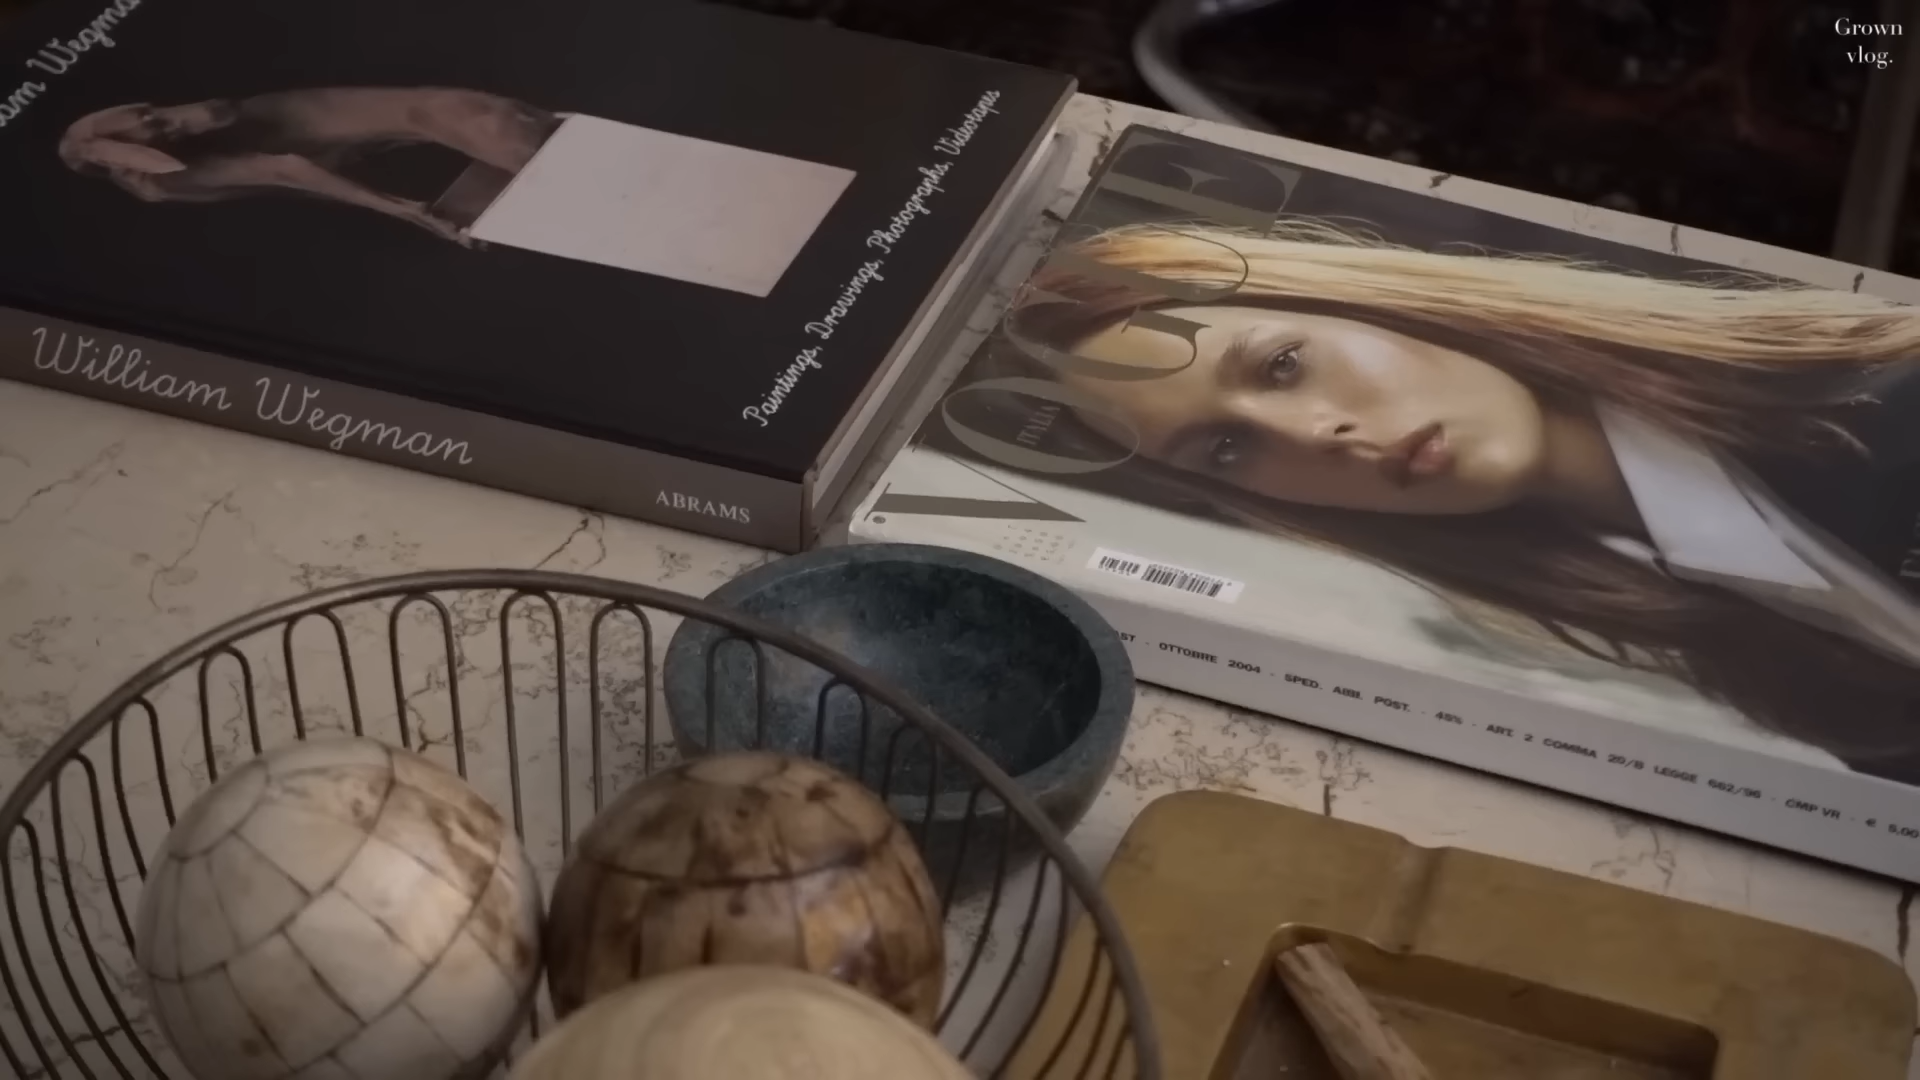 Grown
vlog.
William Wegman
Paintings, Drawings, Photographs, Videotapes
William Wegman
ABRAMS
VOGUE
ITALIA
OTTOBRE 2004 · SPED. ABB. POST. · 45% · ART. 2 COMMA 20/B LEGGE 662/96 · CMP VR · € 5,00